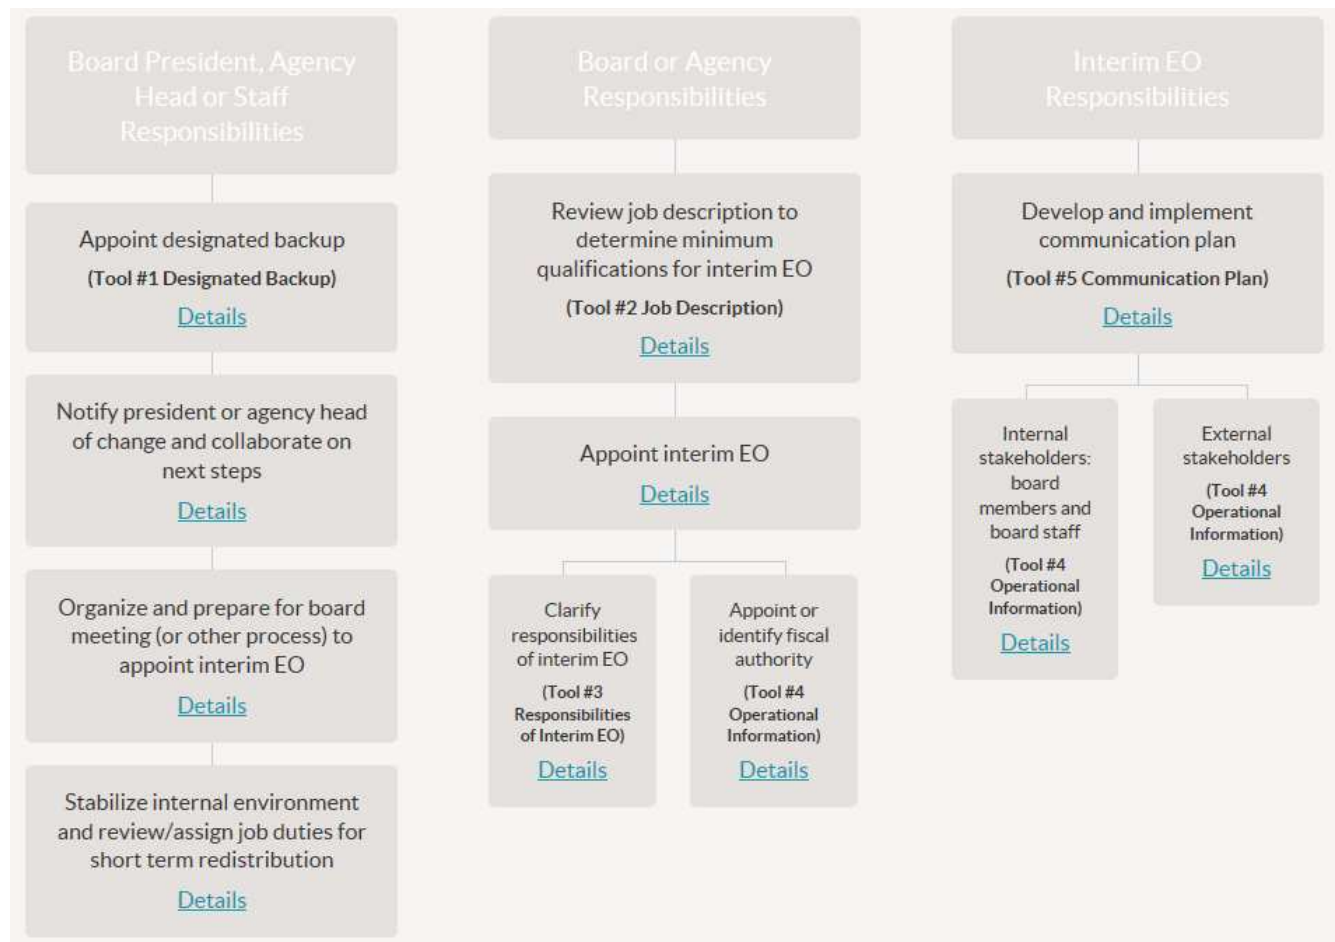 Board President, Agency
Head or Staff
Responsibilities
Appoint designated backup
(Tool #1 Designated Backup)
Details
Notify president or agency head
of change and collaborate on
next steps
Details
Organize and prepare for board
meeting (or other process) to
appoint interim EO
Details
Stabilize internal environment
and review/assign job duties for
short term redistribution
Details
Board or Agency
Responsibilities
Review job description to
determine minimum
qualifications for interim EO
(Tool #2 Job Description)
Details
Appoint interim EO
Details
Clarify
responsibilities
of interim EO
(Tool #3
Responsibilities
of Interim EO)
Details
Appoint or
identify fiscal
authority
(Tool #4
Operational
Information)
Details
Interim EO
Responsibilities
Develop and implement
communication plan
(Tool #5 Communication Plan)
Details
Internal
stakeholders:
board
members and
board staff
(Tool #4
Operational
Information)
Details
External
stakeholders
(Tool #4
Operational
Information)
Details